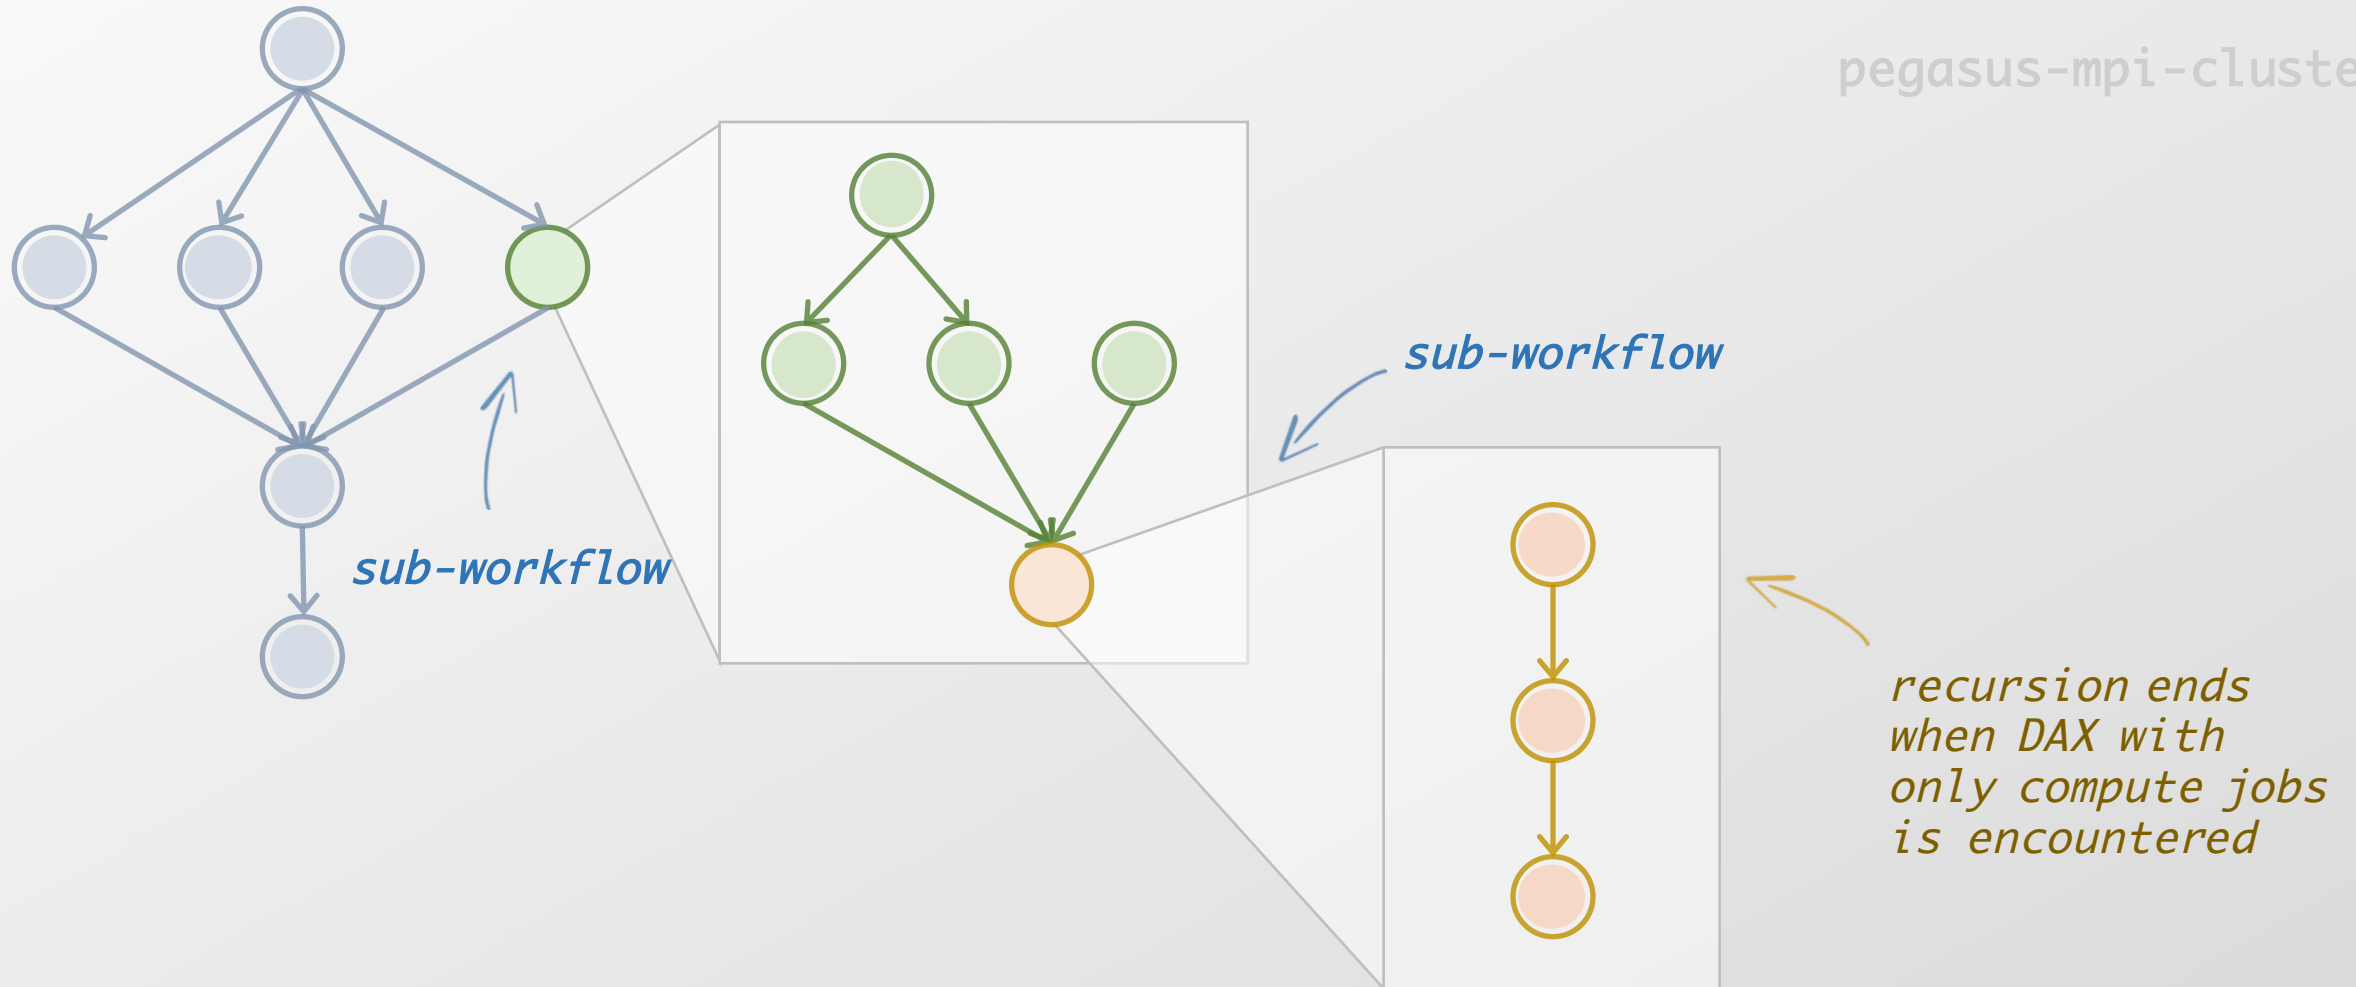 pegasus-mpi-cluste
sub-workflow
sub-workflow
recursion ends
when DAX with
only compute jobs
is encountered